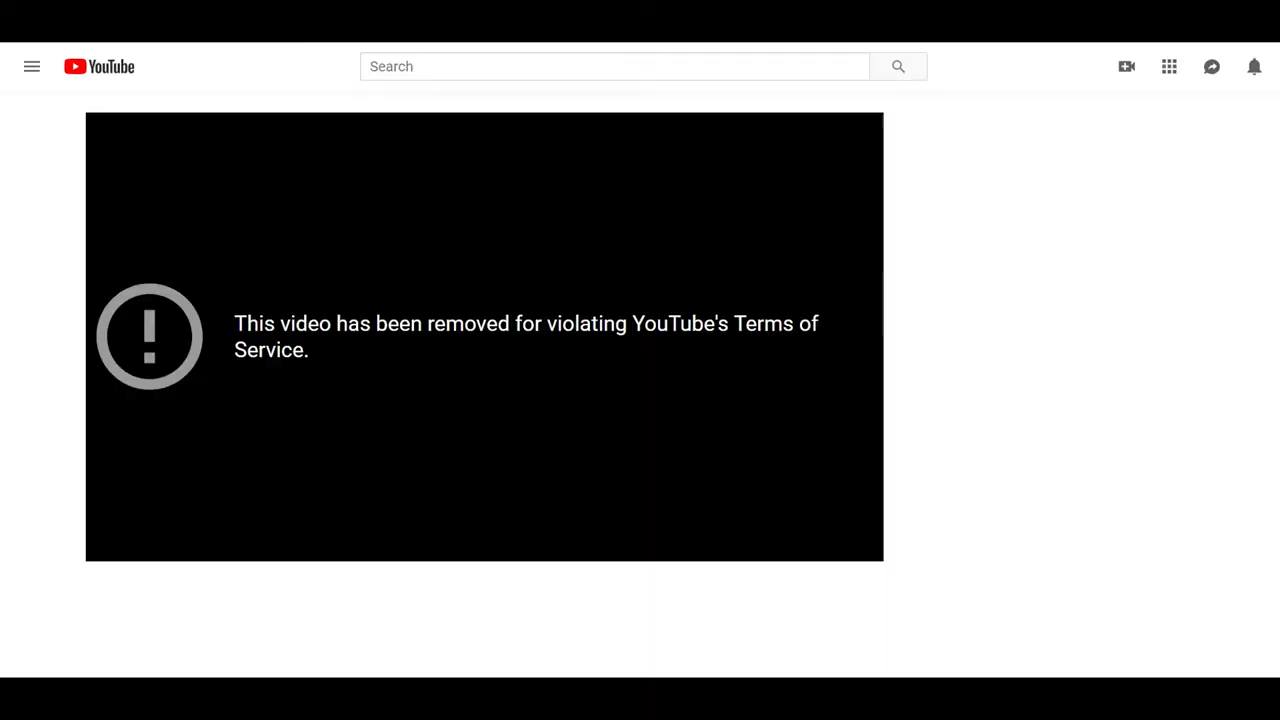 YouTube
Search
This video has been removed for violating YouTube's Terms of
Service.